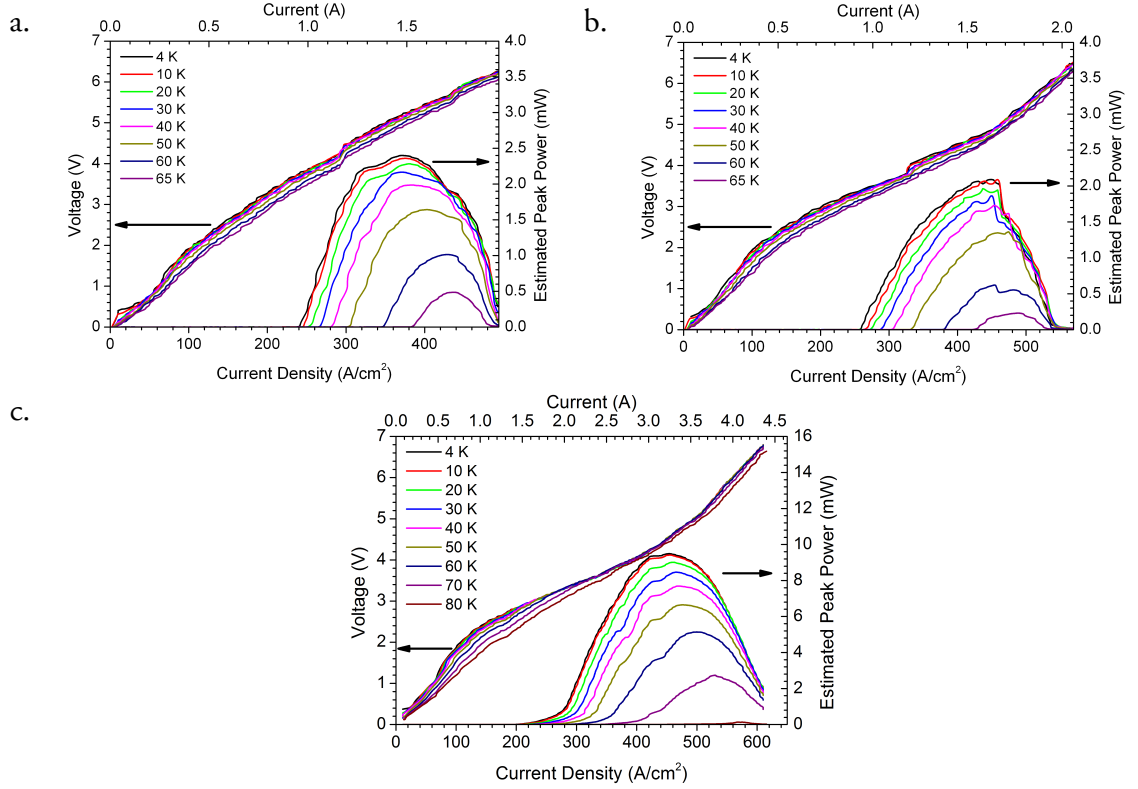 a.
Current (A)
0.0 0.5 1.0 1.5
7 6 5 4 3 2 1 0
Voltage (V)
4 K
10 K
20 K
30 K
40 K
50 K
60 K
65 K
4.0 3.5 3.0 2.5 2.0 1.5 1.0 0.5 0.0
Estimated Peak Power (mW)
0 100 200 300 400
Current Density (A/cm²)
b.
Current (A)
0.0 0.5 1.0 1.5 2.0
7 6 5 4 3 2 1 0
Voltage (V)
4 K
10 K
20 K
30 K
40 K
50 K
60 K
65 K
4.0 3.5 3.0 2.5 2.0 1.5 1.0 0.5 0.0
Estimated Peak Power (mW)
0 100 200 300 400 500
Current Density (A/cm²)
c.
Current (A)
0.0 0.5 1.0 1.5 2.0 2.5 3.0 3.5 4.0 4.5
7 6 5 4 3 2 1 0
Voltage (V)
4 K
10 K
20 K
30 K
40 K
50 K
60 K
70 K
80 K
16 14 12 10 8 6 4 2 0
Estimated Peak Power (mW)
0 100 200 300 400 500 600
Current Density (A/cm²)